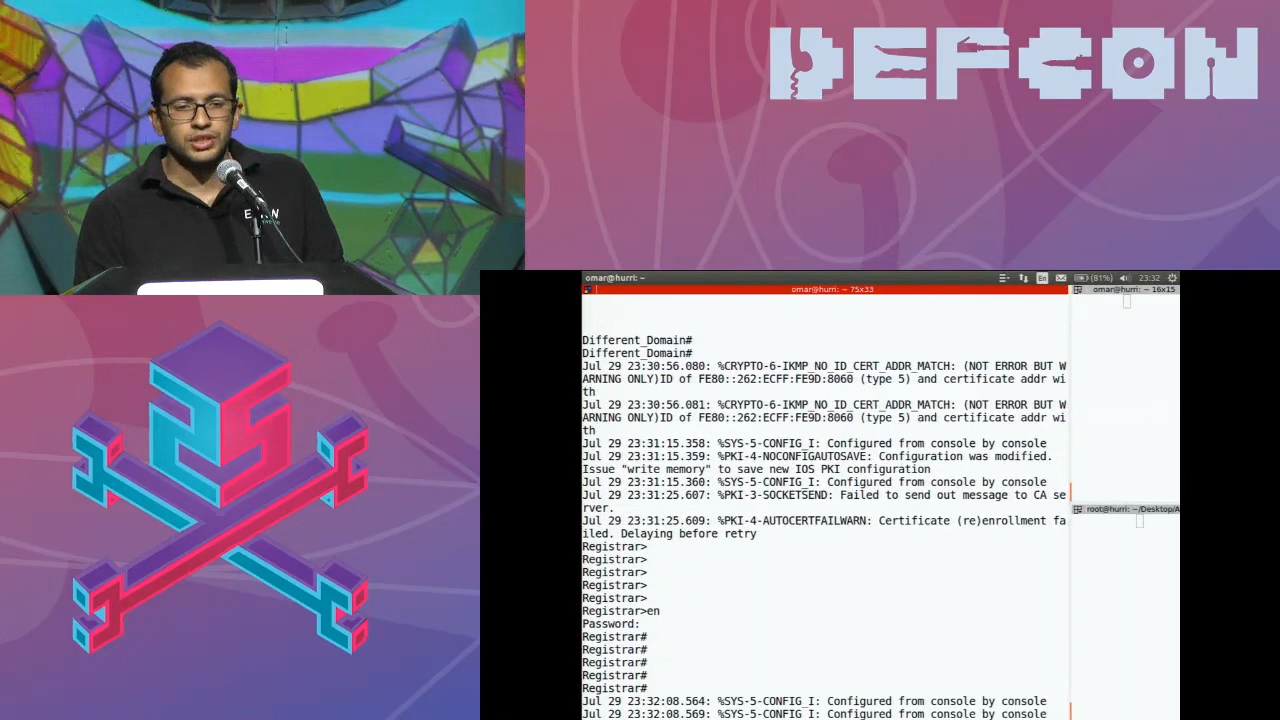 DEFCON
omar@hurri: ~
En
(81%)
23:32
omar@hurri: ~ 75x33
omar@hurri: ~ 16x15
Different_Domain#
Different_Domain#
Jul 29 23:30:56.080: %CRYPTO-6-IKMP_NO_ID_CERT_ADDR_MATCH: (NOT ERROR BUT W
ARNING ONLY)ID of FE80::262:ECFF:FE9D:8060 (type 5) and certificate addr wi
th
Jul 29 23:30:56.081: %CRYPTO-6-IKMP_NO_ID_CERT_ADDR_MATCH: (NOT ERROR BUT W
ARNING ONLY)ID of FE80::262:ECFF:FE9D:8060 (type 5) and certificate addr wi
th
Jul 29 23:31:15.358: %SYS-5-CONFIG_I: Configured from console by console
Jul 29 23:31:15.359: %PKI-4-NOCONFIGAUTOSAVE: Configuration was modified.
Issue "write memory" to save new IOS PKI configuration
Jul 29 23:31:15.360: %SYS-5-CONFIG_I: Configured from console by console
Jul 29 23:31:25.607: %PKI-3-SOCKETSEND: Failed to send out message to CA se
rver.
root@hurri: ~/Desktop/A
Jul 29 23:31:25.609: %PKI-4-AUTOCERTFAILWARN: Certificate (re)enrollment fa
iled. Delaying before retry
Registrar>
Registrar>
Registrar>
Registrar>
Registrar>
Registrar>en
Password:
Registrar#
Registrar#
Registrar#
Registrar#
Registrar#
Jul 29 23:32:08.564: %SYS-5-CONFIG_I: Configured from console by console
Jul 29 23:32:08.569: %SYS-5-CONFIG_I: Configured from console by console